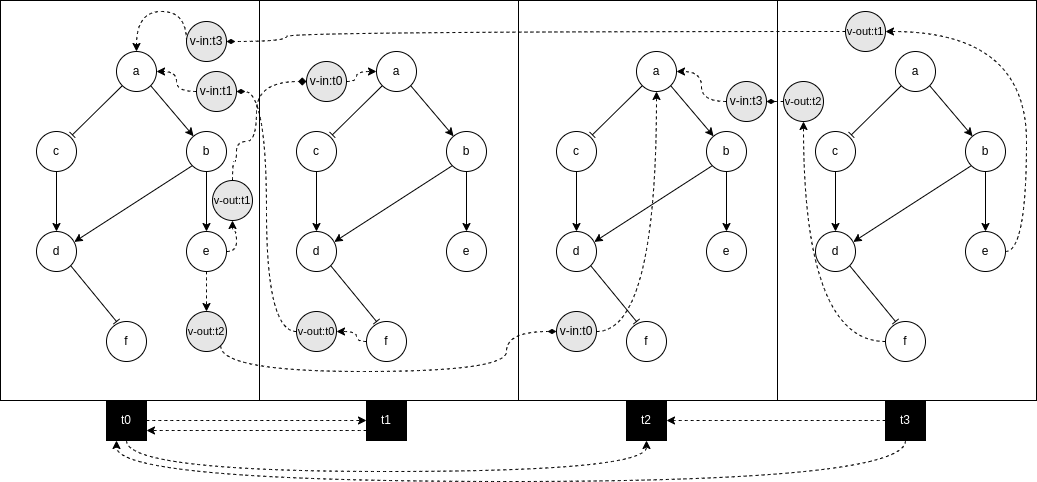 v-in:t3
v-out:t1
a
v-in:t1
v-in:t0
a
a
v-in:t3
v-out:t2
a
c
b
c
b
c
b
c
b
v-out:t1
d
e
d
e
d
e
d
e
v-out:t2
f
v-out:t0
f
v-in:t0
f
f
t0
t1
t2
t3